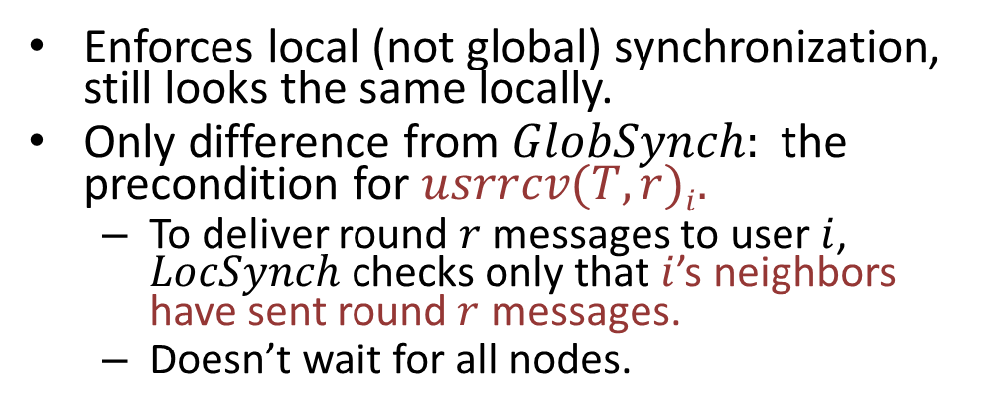 • Enforces local (not global) synchronization,
still looks the same locally.
• Only difference from GlobSynch: the
precondition for usrrcv(T, r)ᵢ.
– To deliver round r messages to user i,
LocSynch checks only that i’s neighbors
have sent round r messages.
– Doesn’t wait for all nodes.